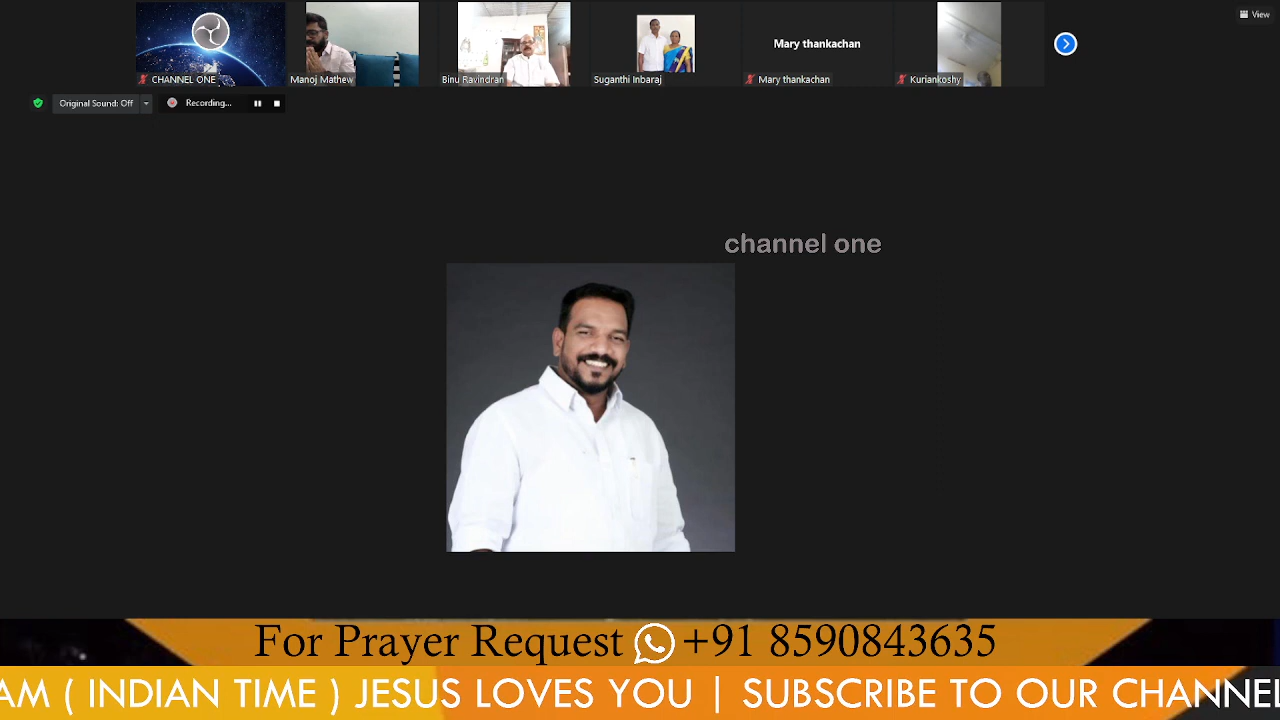 View
Mary thankachan
CHANNEL ONE
Manoj Mathew
Binu Ravindran
Suganthi Inbaraj
Mary thankachan
Kuriankoshy
Original Sound: Off
Recording...
channel one
For Prayer Request +91 8590843635
AM ( INDIAN TIME ) JESUS LOVES YOU | SUBSCRIBE TO OUR CHANNEL